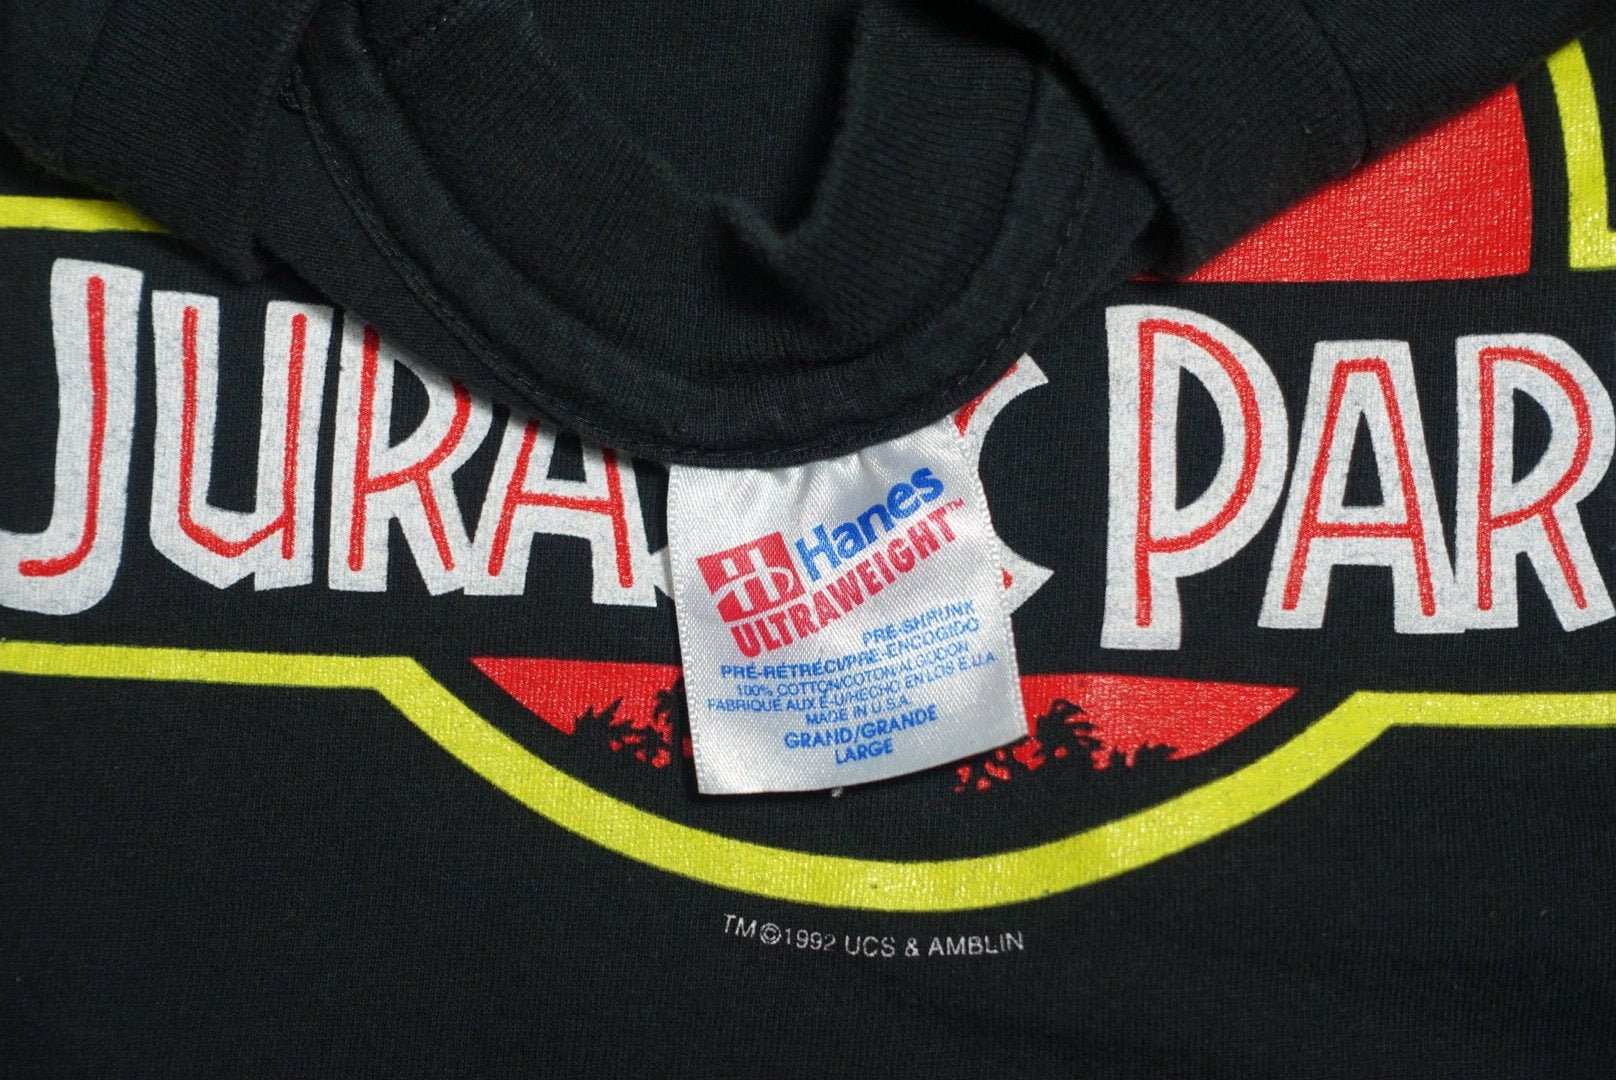 JURA
PAR
Hanes
ULTRAWEIGHT™
PRE-SHRUNK
PRÉ-RÉTRÉCI/PRE-ENCOGIDO
100% COTTON/COTON/ALGODON
FABRIQUÉ AUX É-U/HECHO EN LOS E.U.A.
MADE IN U.S.A.
GRAND/GRANDE
LARGE
TM©1992 UCS & AMBLIN